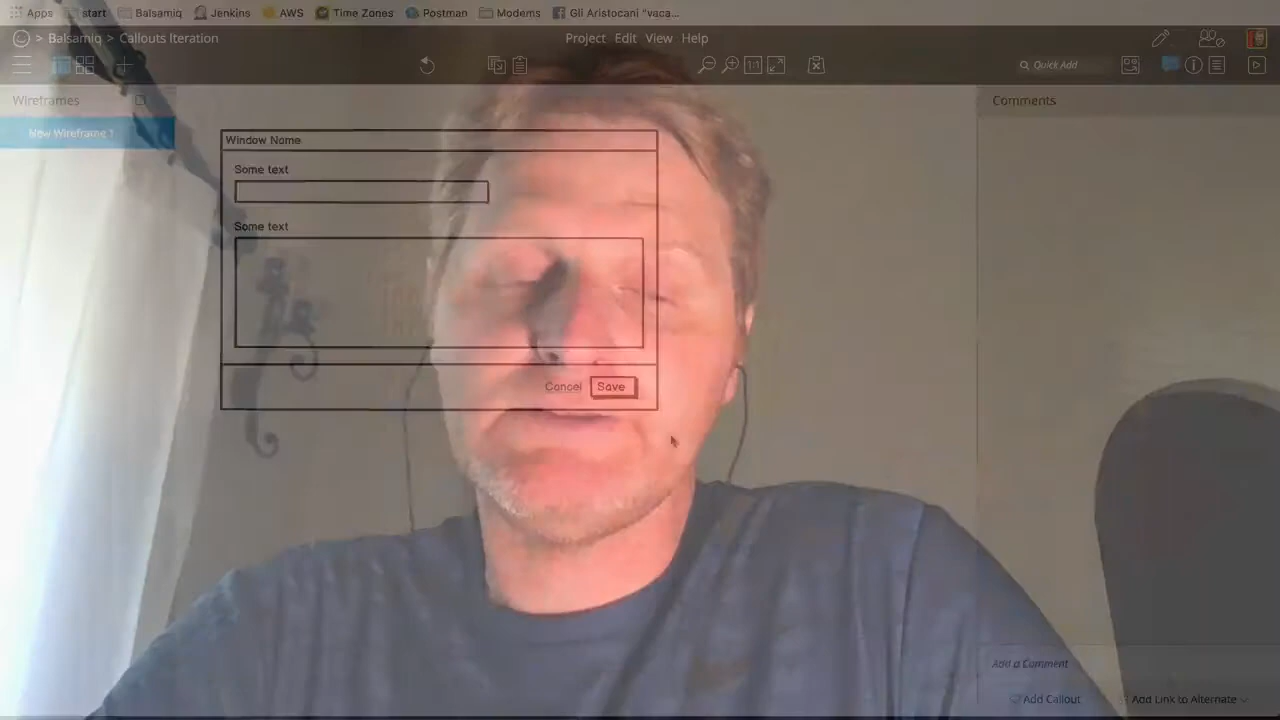 Apps start Balsamiq Jenkins AWS Time Zones Postman Modems Gli Aristocani "vaca...
> Balsamiq > Callouts Iteration Project Edit View Help
1:1 Quick Add
Wireframes Comments
New Wireframe 1
Window Name
Some text
Some text
Cancel Save
Add a Comment
Add Callout Add Link to Alternate